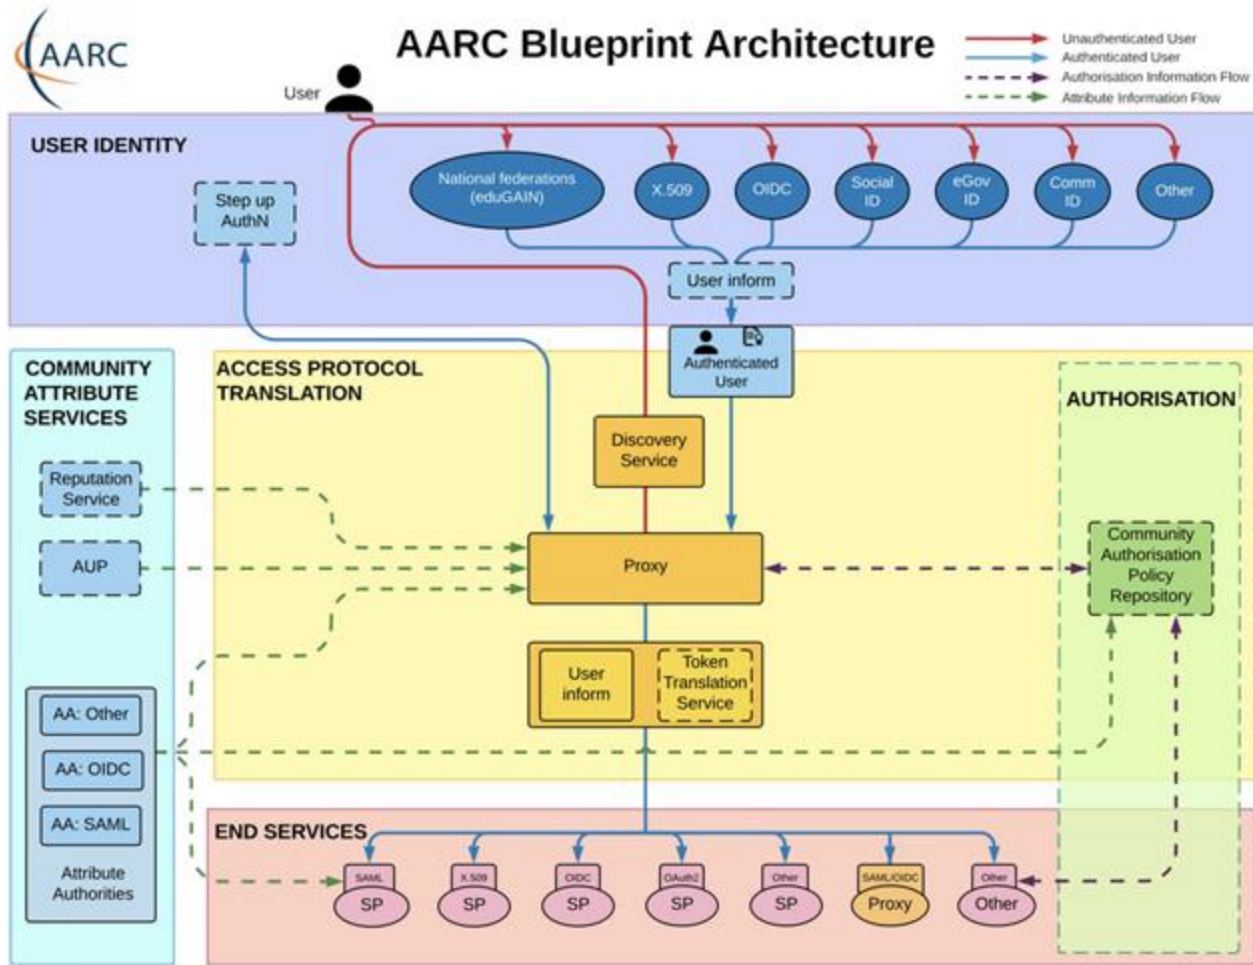 AARC
AARC Blueprint Architecture
Unauthenticated User
Authenticated User
Authorisation Information Flow
Attribute Information Flow
User
USER IDENTITY
Step up
AuthN
National federations
(eduGAIN)
X.509
OIDC
Social
ID
eGov
ID
Comm
ID
Other
User inform
Authenticated
User
COMMUNITY
ATTRIBUTE
SERVICES
Reputation
Service
AUP
AA: Other
AA: OIDC
AA: SAML
Attribute
Authorities
ACCESS PROTOCOL
TRANSLATION
Discovery
Service
Proxy
User
inform
Token
Translation
Service
AUTHORISATION
Community
Authorisation
Policy
Repository
END SERVICES
SAML
SP
X.509
SP
OIDC
SP
OAuth2
SP
Other
SP
SAML/OIDC
Proxy
Other
Other